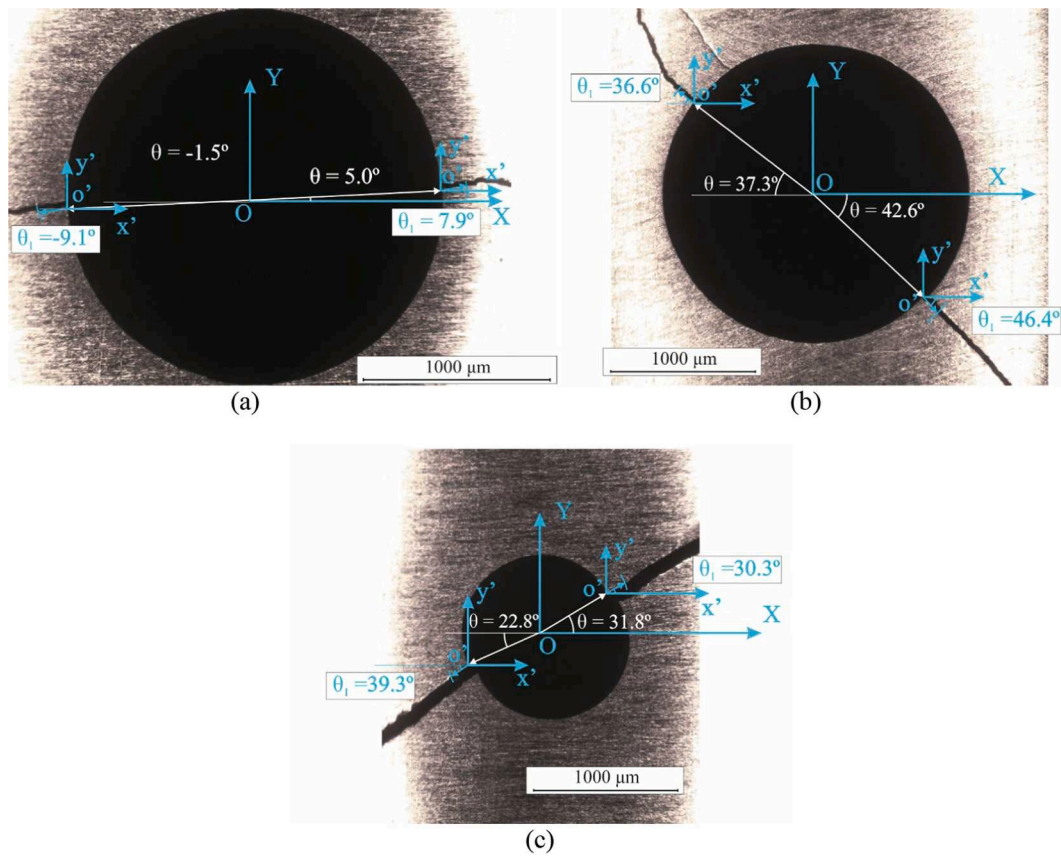 Y
θ = -1.5º
θ = 5.0º
y'
o'
x'
θ₁ =-9.1º
O
y'
o'
x'
X
θ₁ = 7.9º
1000 µm
(a)
θ₁ =36.6º
y'
o'
x'
Y
θ = 37.3º
O
X
θ = 42.6º
y'
o'
x'
θ₁ =46.4º
1000 µm
(b)
Y
y'
o'
x'
θ₁ =30.3º
y'
θ = 22.8º
θ = 31.8º
O
X
o'
x'
θ₁ =39.3º
1000 µm
(c)